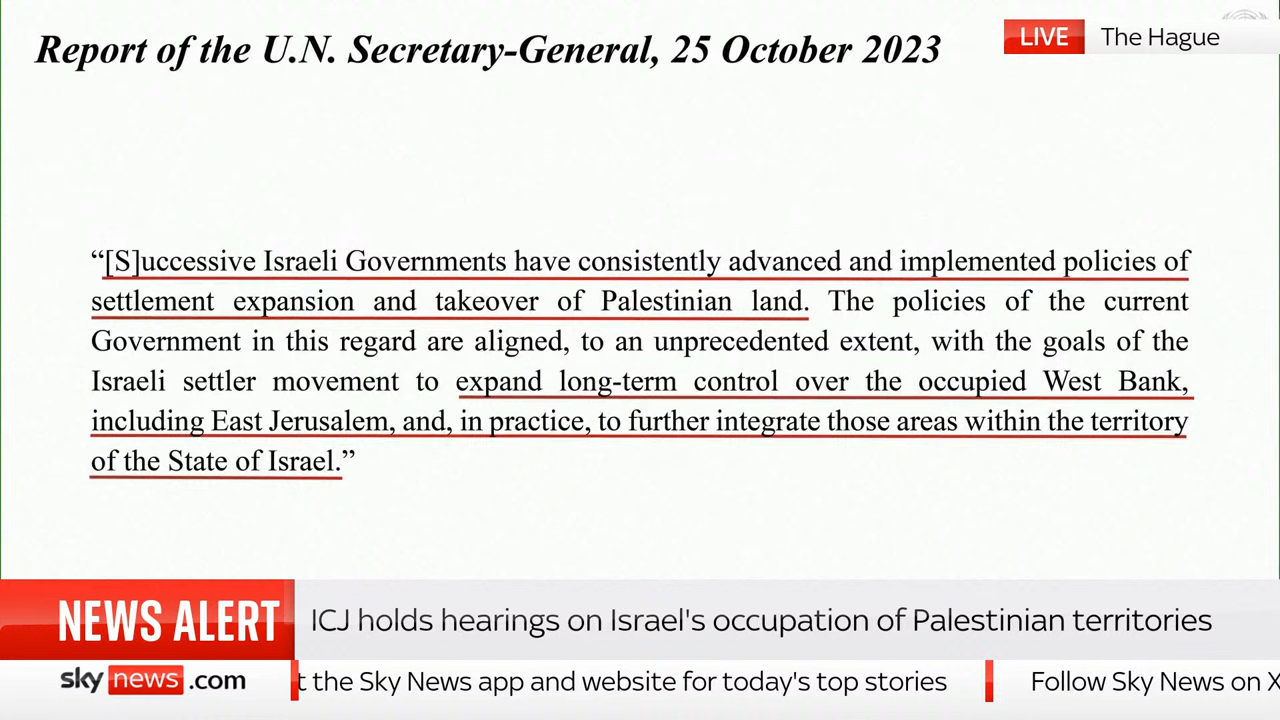 Report of the U.N. Secretary-General, 25 October 2023
LIVE The Hague
“[S]uccessive Israeli Governments have consistently advanced and implemented policies of
settlement expansion and takeover of Palestinian land. The policies of the current
Government in this regard are aligned, to an unprecedented extent, with the goals of the
Israeli settler movement to expand long-term control over the occupied West Bank,
including East Jerusalem, and, in practice, to further integrate those areas within the territory
of the State of Israel.”
NEWS ALERT ICJ holds hearings on Israel's occupation of Palestinian territories
sky news .com t the Sky News app and website for today's top stories Follow Sky News on X